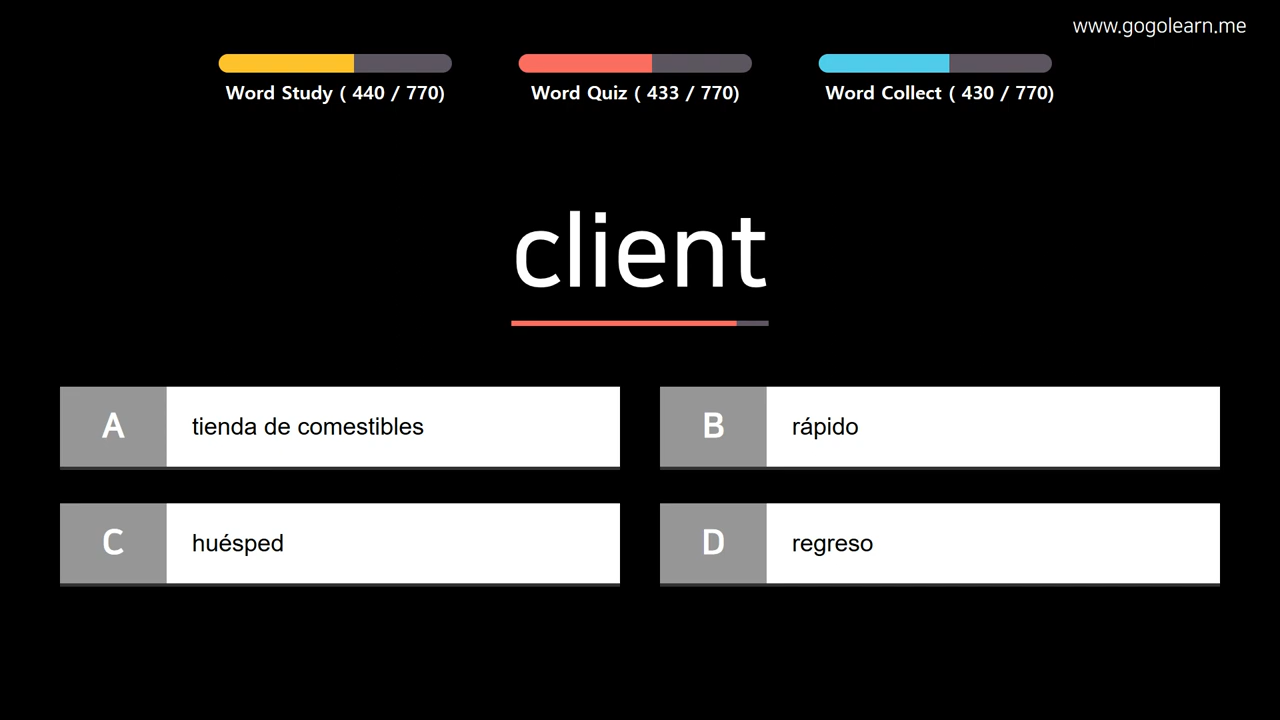 www.gogolearn.me
Word Study ( 440 / 770)
Word Quiz ( 433 / 770)
Word Collect ( 430 / 770)
client
A tienda de comestibles
B rápido
C huésped
D regreso